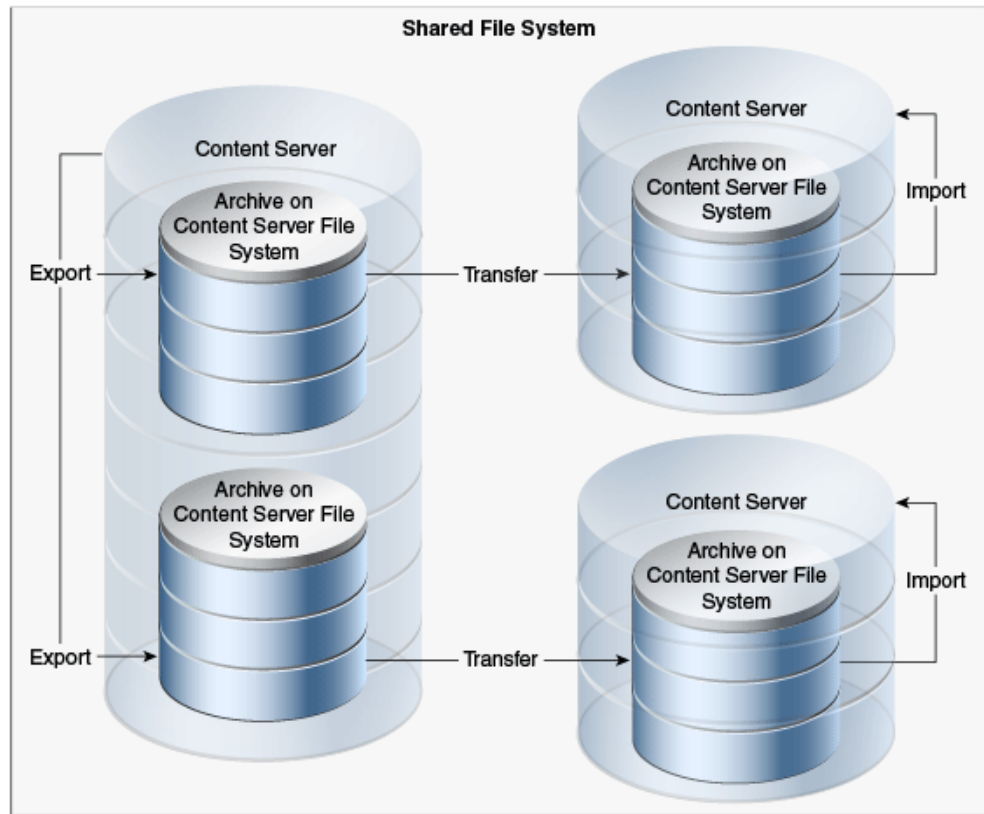 Shared File System
Content Server
Archive on
Content Server File
System
Export
Transfer
Content Server
Archive on
Content Server File
System
Import
Archive on
Content Server File
System
Export
Transfer
Content Server
Archive on
Content Server File
System
Import